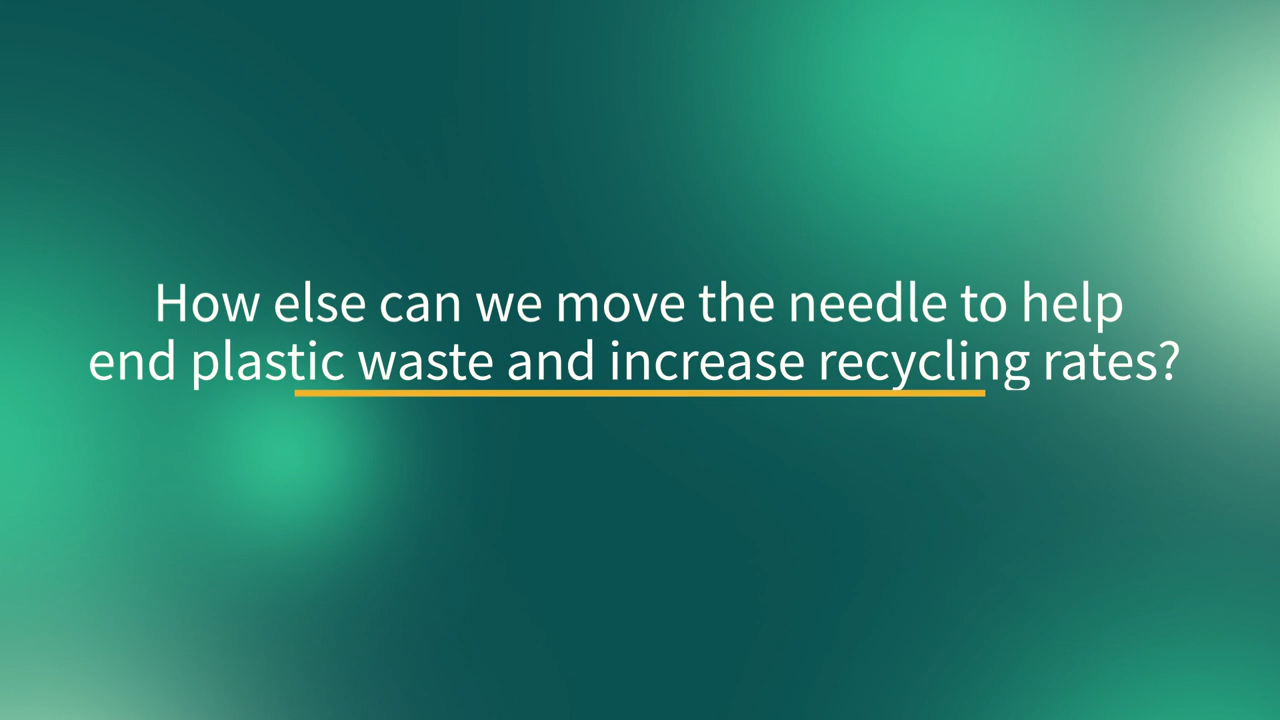 How else can we move the needle to help
end plastic waste and increase recycling rates?